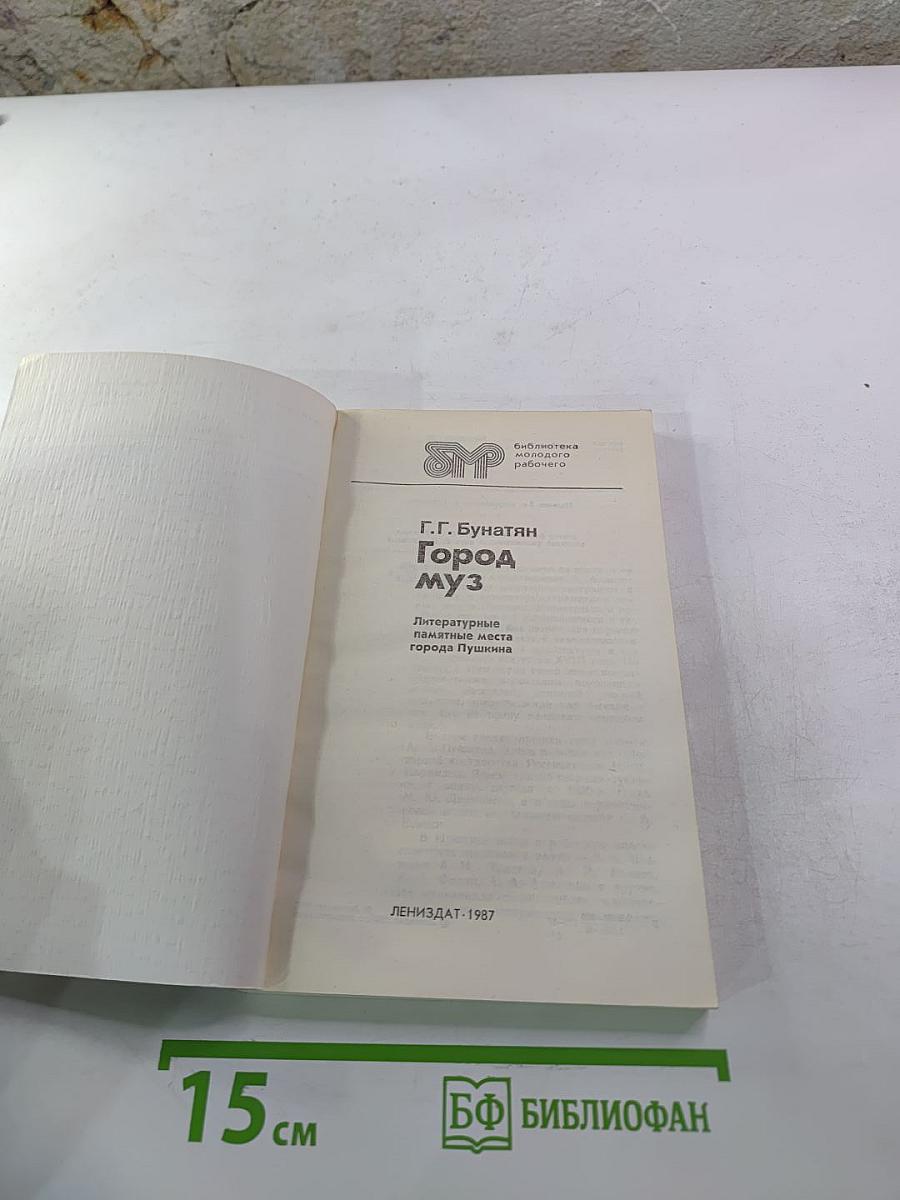 БМР
библиотека
молодого
рабочего
Г.Г. Бунатян
Город
муз
Литературные
памятные места
города Пушкина
ЛЕНИЗДАТ·1987
15 см
БФ БИБЛИОФАН